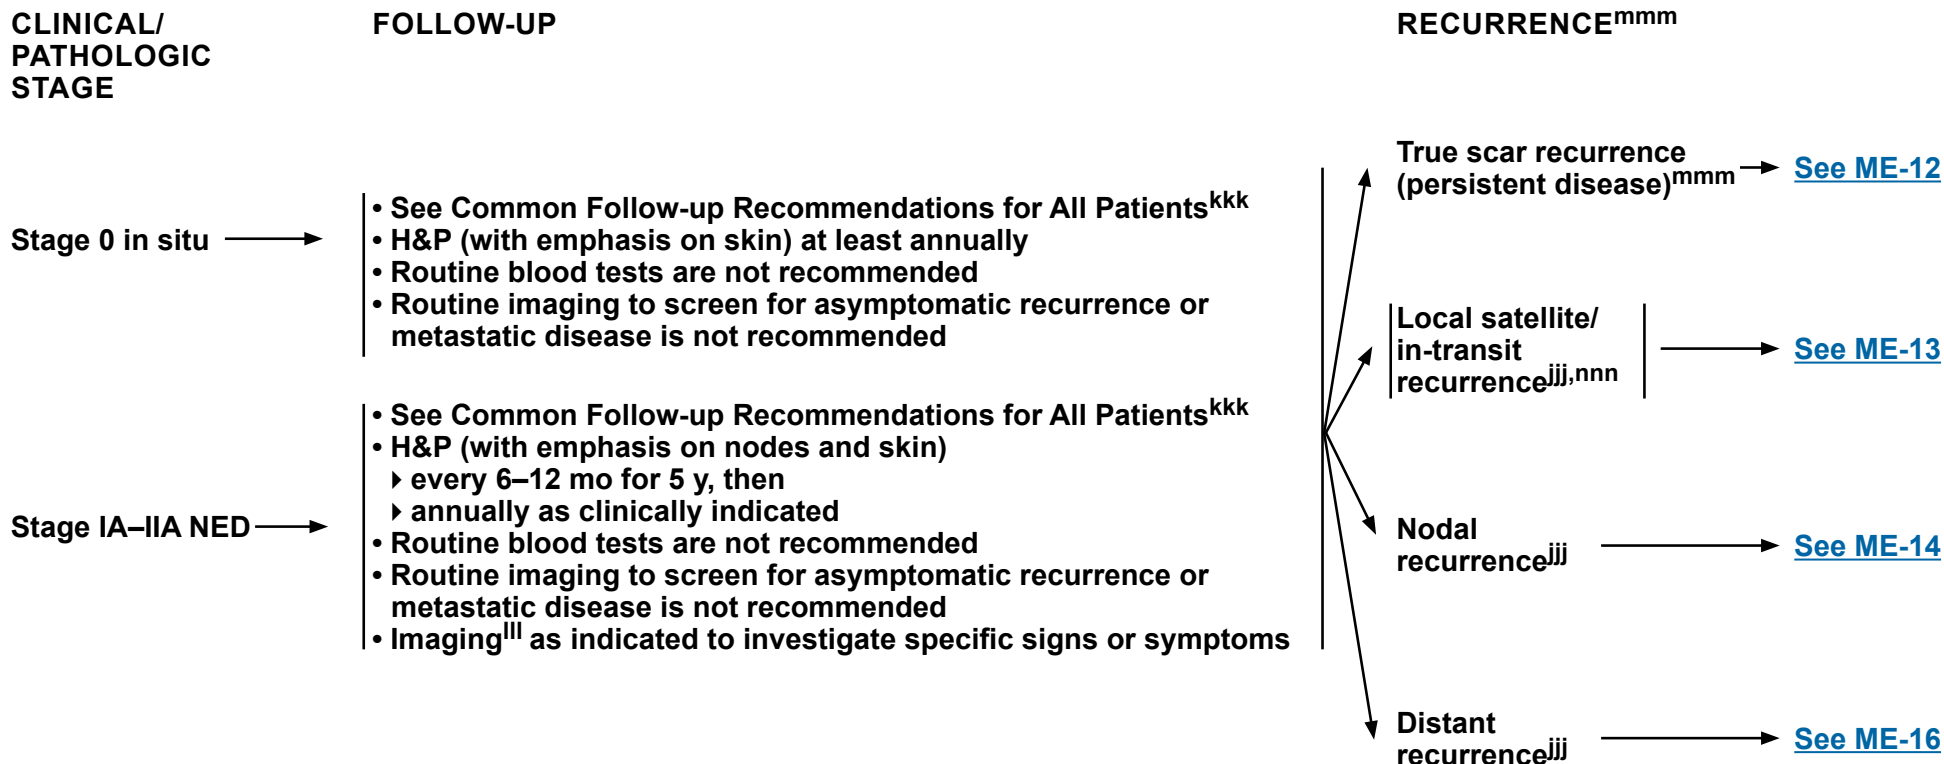 CLINICAL/
PATHOLOGIC
STAGE
FOLLOW-UP
RECURRENCEmmm
Stage 0 in situ
• See Common Follow-up Recommendations for All Patientskkk
• H&P (with emphasis on skin) at least annually
• Routine blood tests are not recommended
• Routine imaging to screen for asymptomatic recurrence or
metastatic disease is not recommended
Stage IA–IIA NED
• See Common Follow-up Recommendations for All Patientskkk
• H&P (with emphasis on nodes and skin)
▸ every 6–12 mo for 5 y, then
▸ annually as clinically indicated
• Routine blood tests are not recommended
• Routine imaging to screen for asymptomatic recurrence or
metastatic disease is not recommended
• Imaginglll as indicated to investigate specific signs or symptoms
True scar recurrence
(persistent disease)mmm
See ME-12
Local satellite/
in-transit
recurrencejjj,nnn
See ME-13
Nodal
recurrencejjj
See ME-14
Distant
recurrencejjj
See ME-16